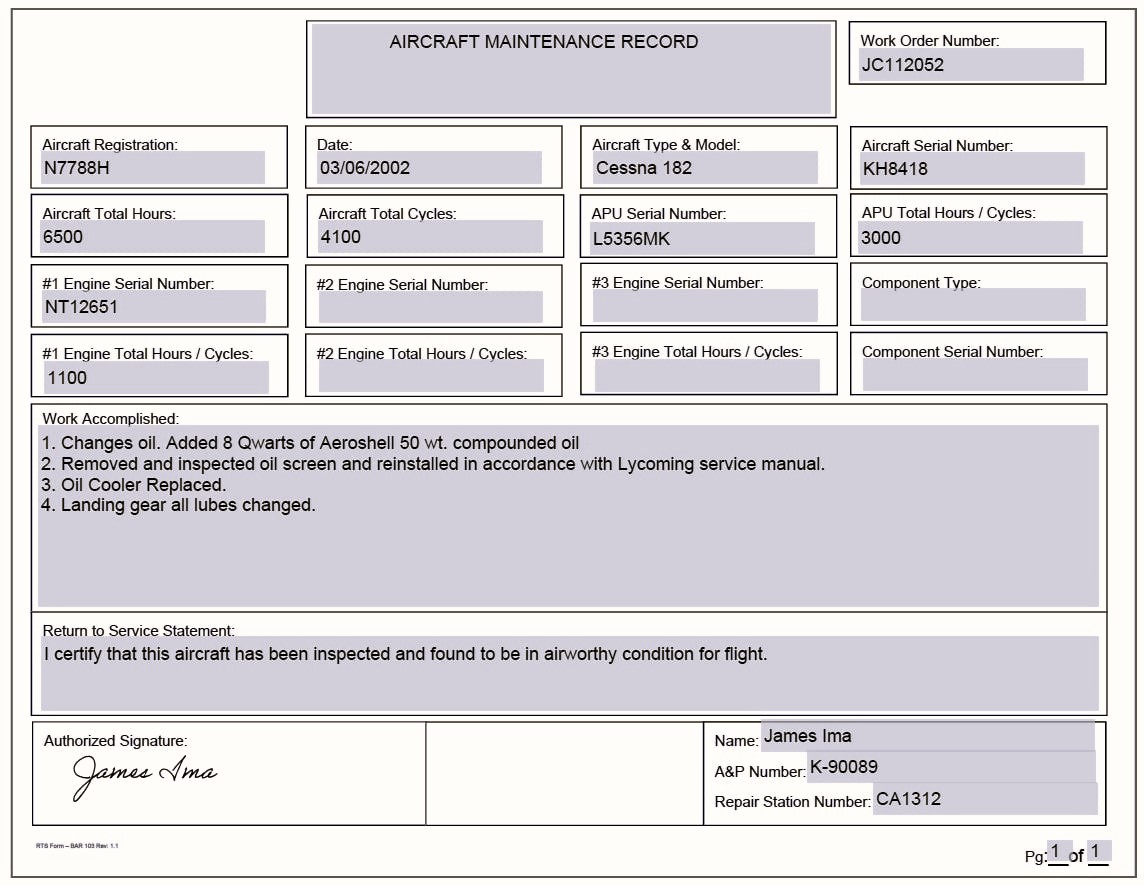 AIRCRAFT MAINTENANCE RECORD
Work Order Number:
JC112052
Aircraft Registration:
N7788H
Date:
03/06/2002
Aircraft Type & Model:
Cessna 182
Aircraft Serial Number:
KH8418
Aircraft Total Hours:
6500
Aircraft Total Cycles:
4100
APU Serial Number:
L5356MK
APU Total Hours / Cycles:
3000
#1 Engine Serial Number:
NT12651
#2 Engine Serial Number:
#3 Engine Serial Number:
Component Type:
#1 Engine Total Hours / Cycles:
1100
#2 Engine Total Hours / Cycles:
#3 Engine Total Hours / Cycles:
Component Serial Number:
Work Accomplished:
1. Changes oil. Added 8 Qwarts of Aeroshell 50 wt. compounded oil
2. Removed and inspected oil screen and reinstalled in accordance with Lycoming service manual.
3. Oil Cooler Replaced.
4. Landing gear all lubes changed.
Return to Service Statement:
I certify that this aircraft has been inspected and found to be in airworthy condition for flight.
Authorized Signature:
James Ima
Name: James Ima
A&P Number: K-90089
Repair Station Number: CA1312
RTS Form – BAR 103 Rev: 1.1
Pg: 1 of 1